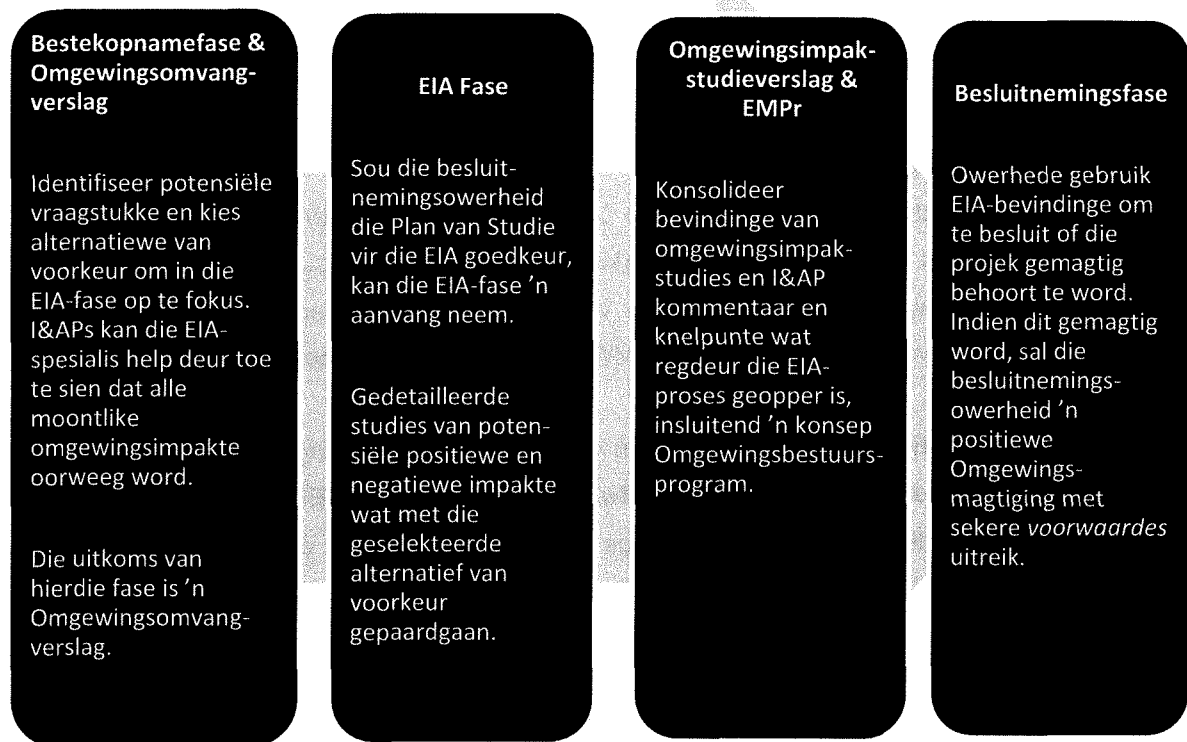 Bestekopnamefase &
Omgewingsomvang-
verslag
Identifiseer potensiële
vraagstukke en kies
alternatiewe van
voorkeur om in die
EIA-fase op te fokus.
I&APs kan die EIA-
spesialis help deur toe
te sien dat alle
moontlike
omgewingsimpakte
oorweeg word.
Die uitkoms van
hierdie fase is 'n
Omgewingsomvang-
verslag.
EIA Fase
Sou die besluit-
nemingsowerheid
die Plan van Studie
vir die EIA goedkeur,
kan die EIA-fase 'n
aanvang neem.
Gedetailleerde
studies van poten-
siële positiewe en
negatiewe impakte
wat met die
geselekteerde
alternatief van
voorkeur
gepaardgaan.
Omgewingsimpak-
studieverslag &
EMPr
Konsolideer
bevindinge van
omgewingsimpak-
studies en I&AP
kommentaar en
knelpunte wat
regdeur die EIA-
proses geopper is,
insluitend 'n konsep
Omgewingsbestuurs-
program.
Besluitnemingsfase
Owerhede gebruik
EIA-bevindinge om
te besluit of die
projek gemagtig
behoort te word.
Indien dit gemagtig
word, sal die
besluitnemings-
owerheid 'n
positiewe
Omgewings-
magtiging met
sekere voorwaardes
uitreik.